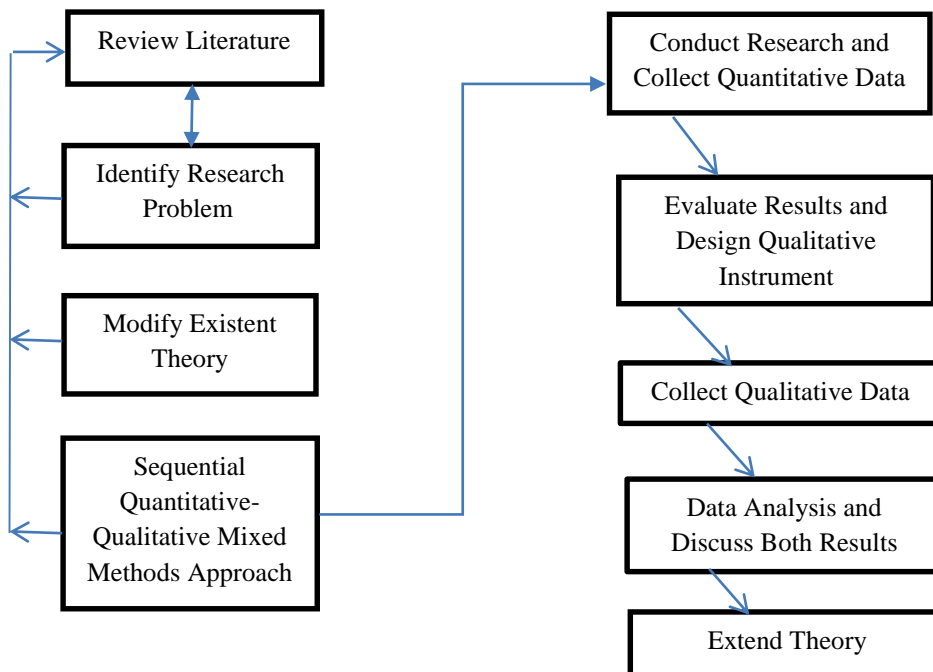 Review Literature
Identify Research
Problem
Modify Existent
Theory
Sequential
Quantitative-
Qualitative Mixed
Methods Approach
Conduct Research and
Collect Quantitative Data
Evaluate Results and
Design Qualitative
Instrument
Collect Qualitative Data
Data Analysis and
Discuss Both Results
Extend Theory